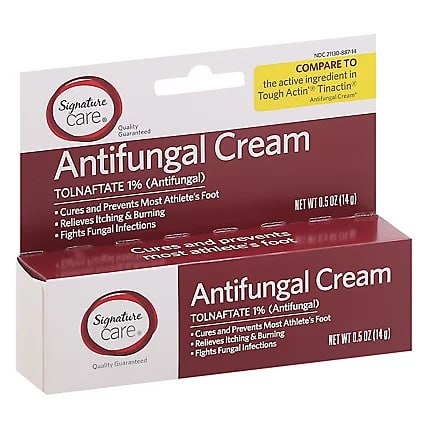 NDC 21130-887-14
COMPARE TO
the active ingredient in
Tough Actin'® Tinactin®
Antifungal Cream*
Signature
care®
Quality
Guaranteed
Antifungal Cream
TOLNAFTATE 1% (Antifungal)
• Cures and Prevents Most Athlete's Foot
• Relieves Itching & Burning
• Fights Fungal Infections
NET WT 0.5 OZ (14 g)
Cures and prevents
most athlete's foot
Signature
care®
Quality Guaranteed
Antifungal Cream
TOLNAFTATE 1% (Antifungal)
• Cures and Prevents Most Athlete's Foot
• Relieves Itching & Burning
• Fights Fungal Infections
NET WT 0.5 OZ (14 g)